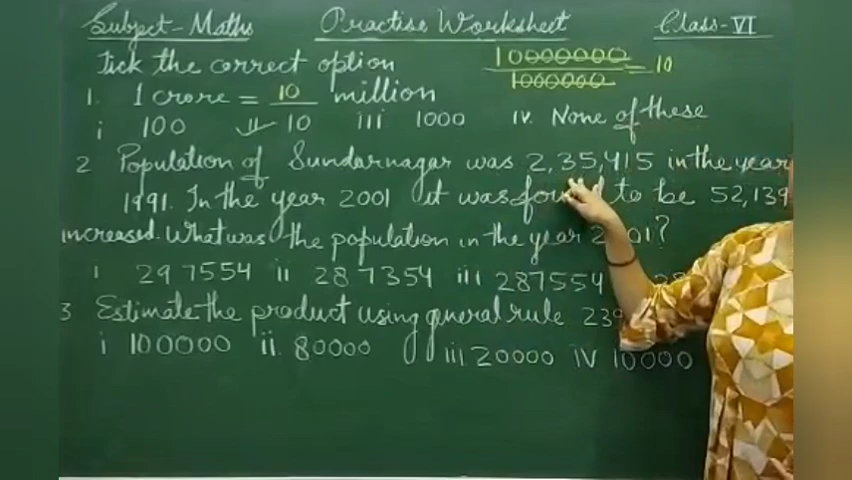 Subject-Maths Practise Worksheet Class-VI
Tick the correct option 10000000 / 1000000 = 10
1. 1 crore = 10 million
i 100 ii 10 iii 1000 iv. None of these
2 Population of Sundarnagar was 2,35,415 in the year
1991. In the year 2001 it was found to be 52,139
increased. What was the population in the year 2001?
i 297554 ii 287354 iii 287554
3 Estimate the product using general rule
i 100000 ii. 80000 iii. 20000 iv 10000